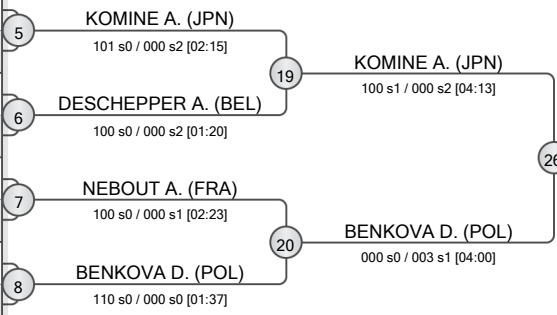 5
KOMINE A. (JPN)
101 s0 / 000 s2 [02:15]
19
KOMINE A. (JPN)
100 s1 / 000 s2 [04:13]
6
DESCHEPPER A. (BEL)
100 s0 / 000 s2 [01:20]
26
7
NEBOUT A. (FRA)
100 s0 / 000 s1 [02:23]
20
BENKOVA D. (POL)
000 s0 / 003 s1 [04:00]
8
BENKOVA D. (POL)
110 s0 / 000 s0 [01:37]